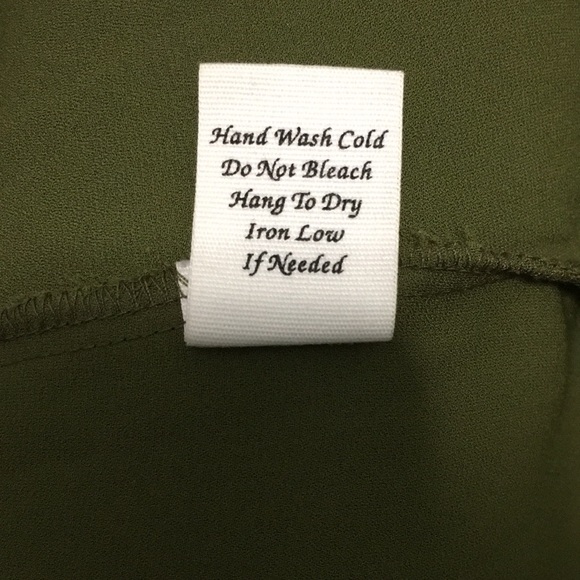 Hand Wash Cold
Do Not Bleach
Hang To Dry
Iron Low
If Needed